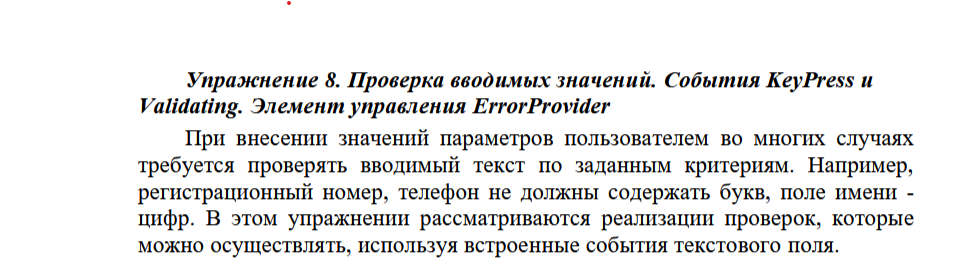 Упражнение 8. Проверка вводимых значений. События KeyPress и
Validating. Элемент управления ErrorProvider
При внесении значений параметров пользователем во многих случаях
требуется проверять вводимый текст по заданным критериям. Например,
регистрационный номер, телефон не должны содержать букв, поле имени -
цифр. В этом упражнении рассматриваются реализации проверок, которые
можно осуществлять, используя встроенные события текстового поля.